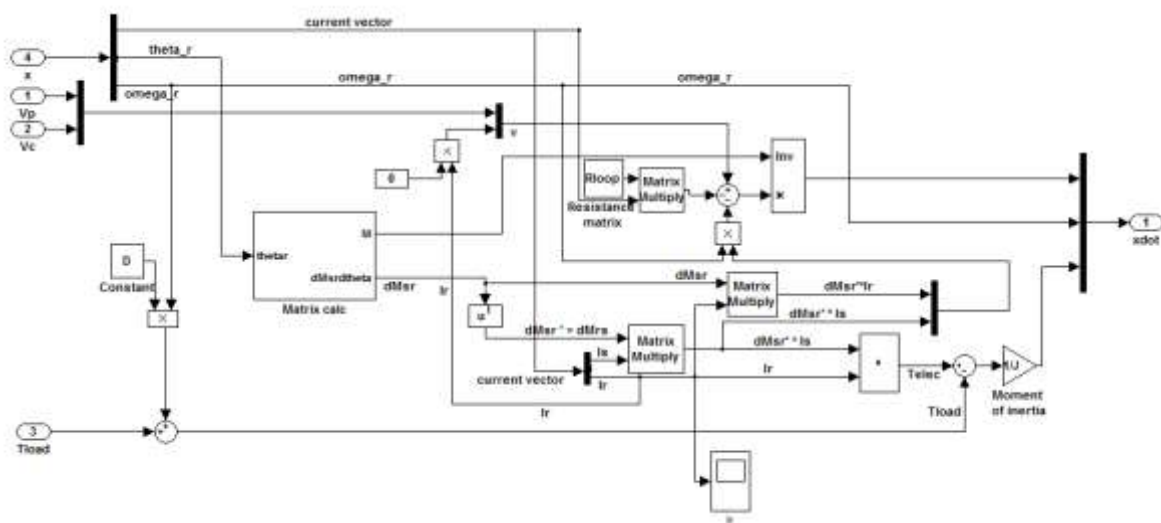 current vector
4
x
theta_r
omega_r
omega_r
omega_r
1
Vp
2
Vc
v
0
Rloop
Matrix
Multiply
Resistance
matrix
Inv
1
xdot
thetar
M
dMsrdtheta
Matrix calc
D
Constant
dMsr
Ir
dMsr
Matrix
Multiply
dMsr*Ir
dMsr' * Is
dMsr ' = dMrs
Is
Matrix
Multiply
dMsr' * Is
current vector
Ir
Ir
Ir
Telec
Tload
1/J
Moment
of inertia
3
Tload